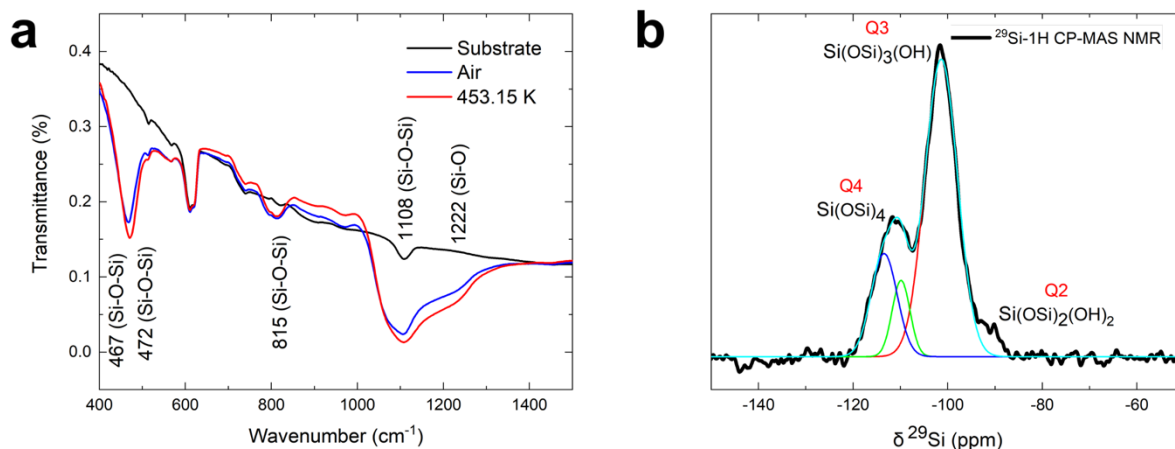 a
Transmittance (%)
0.4
0.3
0.2
0.1
0.0
Substrate
Air
453.15 K
467 (Si-O-Si)
472 (Si-O-Si)
815 (Si-O-Si)
1108 (Si-O-Si)
1222 (Si-O)
400 600 800 1000 1200 1400
Wavenumber (cm⁻¹)
b
²⁹Si-1H CP-MAS NMR
Q3
Si(OSi)₃(OH)
Q4
Si(OSi)₄
Q2
Si(OSi)₂(OH)₂
-140 -120 -100 -80 -60
δ ²⁹Si (ppm)